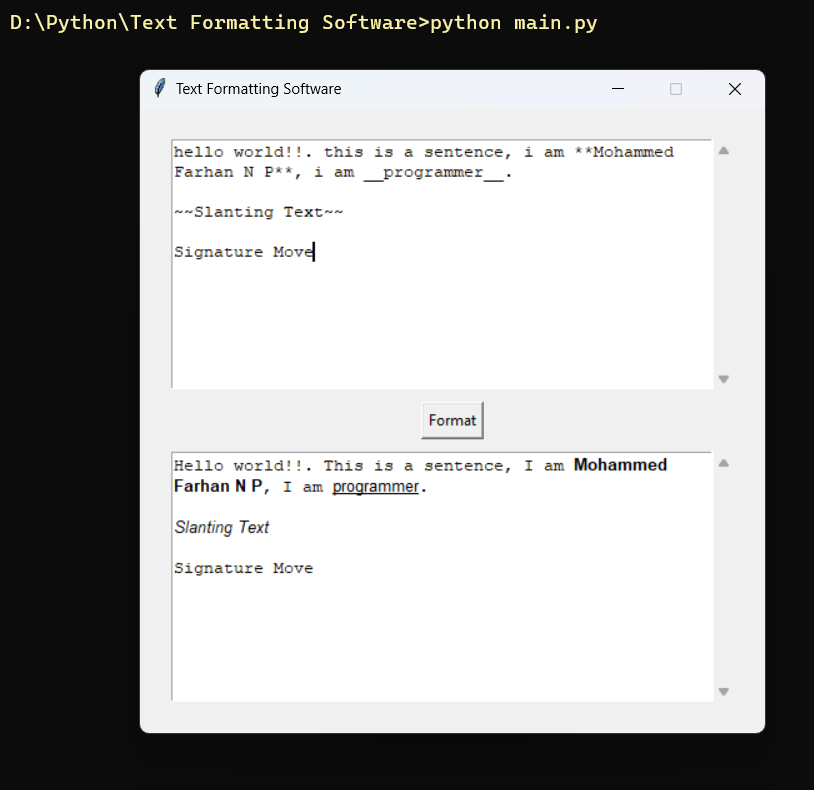 D:\Python\Text Formatting Software>python main.py
Text Formatting Software
hello world!!. this is a sentence, i am **Mohammed
Farhan N P**, i am __programmer__.
~~Slanting Text~~
Signature Move
Format
Hello world!!. This is a sentence, I am Mohammed
Farhan N P, I am programmer.
Slanting Text
Signature Move